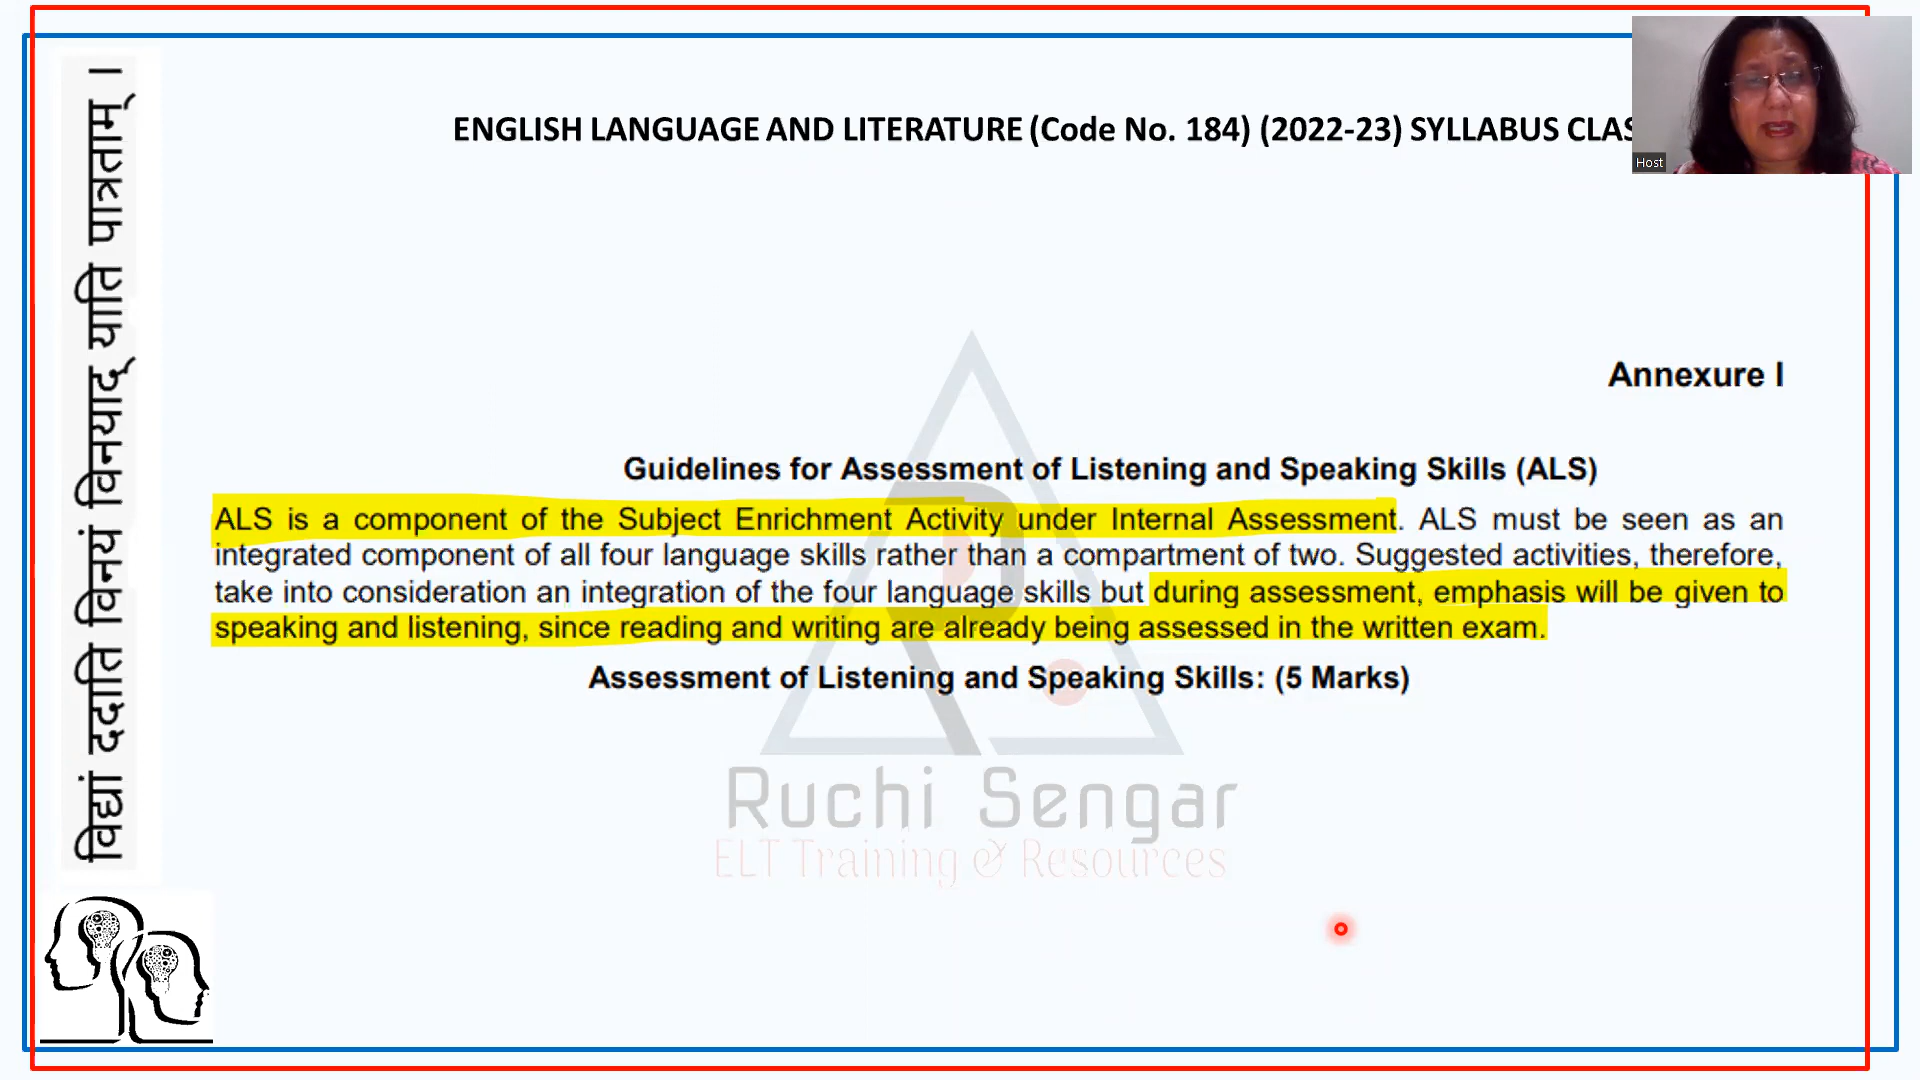 ENGLISH LANGUAGE AND LITERATURE (Code No. 184) (2022-23) SYLLABUS CLAS
Host
विद्यां ददाति विनयं विनयाद् याति पात्रताम् ।
Annexure I
Guidelines for Assessment of Listening and Speaking Skills (ALS)
ALS is a component of the Subject Enrichment Activity under Internal Assessment. ALS must be seen as an
integrated component of all four language skills rather than a compartment of two. Suggested activities, therefore,
take into consideration an integration of the four language skills but during assessment, emphasis will be given to
speaking and listening, since reading and writing are already being assessed in the written exam.
Assessment of Listening and Speaking Skills: (5 Marks)
Ruchi Sengar
ELT Training & Resources